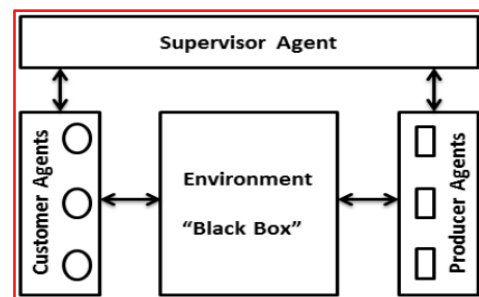 Supervisor Agent
Customer Agents
Environment
“Black Box”
Producer Agents